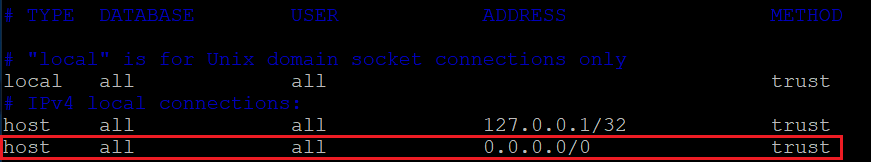 # TYPE DATABASE USER ADDRESS METHOD
# "local" is for Unix domain socket connections only
local all all trust
# IPv4 local connections:
host all all 127.0.0.1/32 trust
host all all 0.0.0.0/0 trust